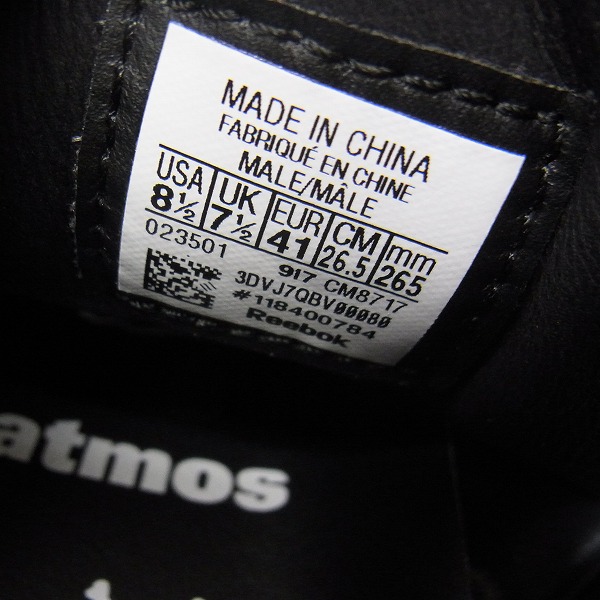 MADE IN CHINA
FABRIQUÉ EN CHINE
MALE/MÂLE
USA UK EUR CM mm
8½ 7½ 41 26.5 265
023501 917 CM8717
3DVJ7QBV00080
#118400784
Reebok
atmos